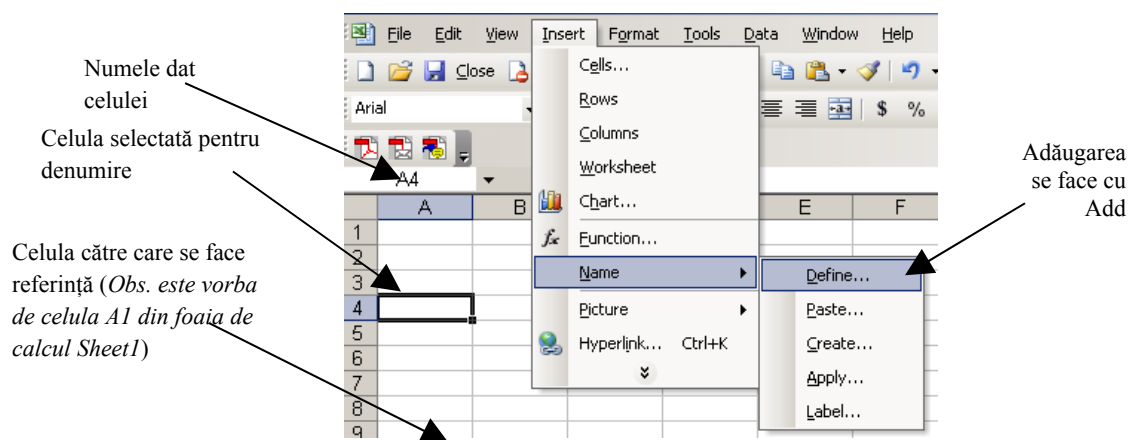 Numele dat
celulei
Celula selectată pentru
denumire
Celula către care se face
referință (Obs. este vorba
de celula A1 din foaia de
calcul Sheet1)
File Edit View Insert Format Tools Data Window Help
Close
Arial
$ %
A4
A B E F
1
2
3
4
5
6
7
8
9
Cells...
Rows
Columns
Worksheet
Chart...
Function...
Name
Picture
Hyperlink... Ctrl+K
Define...
Paste...
Create...
Apply...
Label...
Adăugarea
se face cu
Add